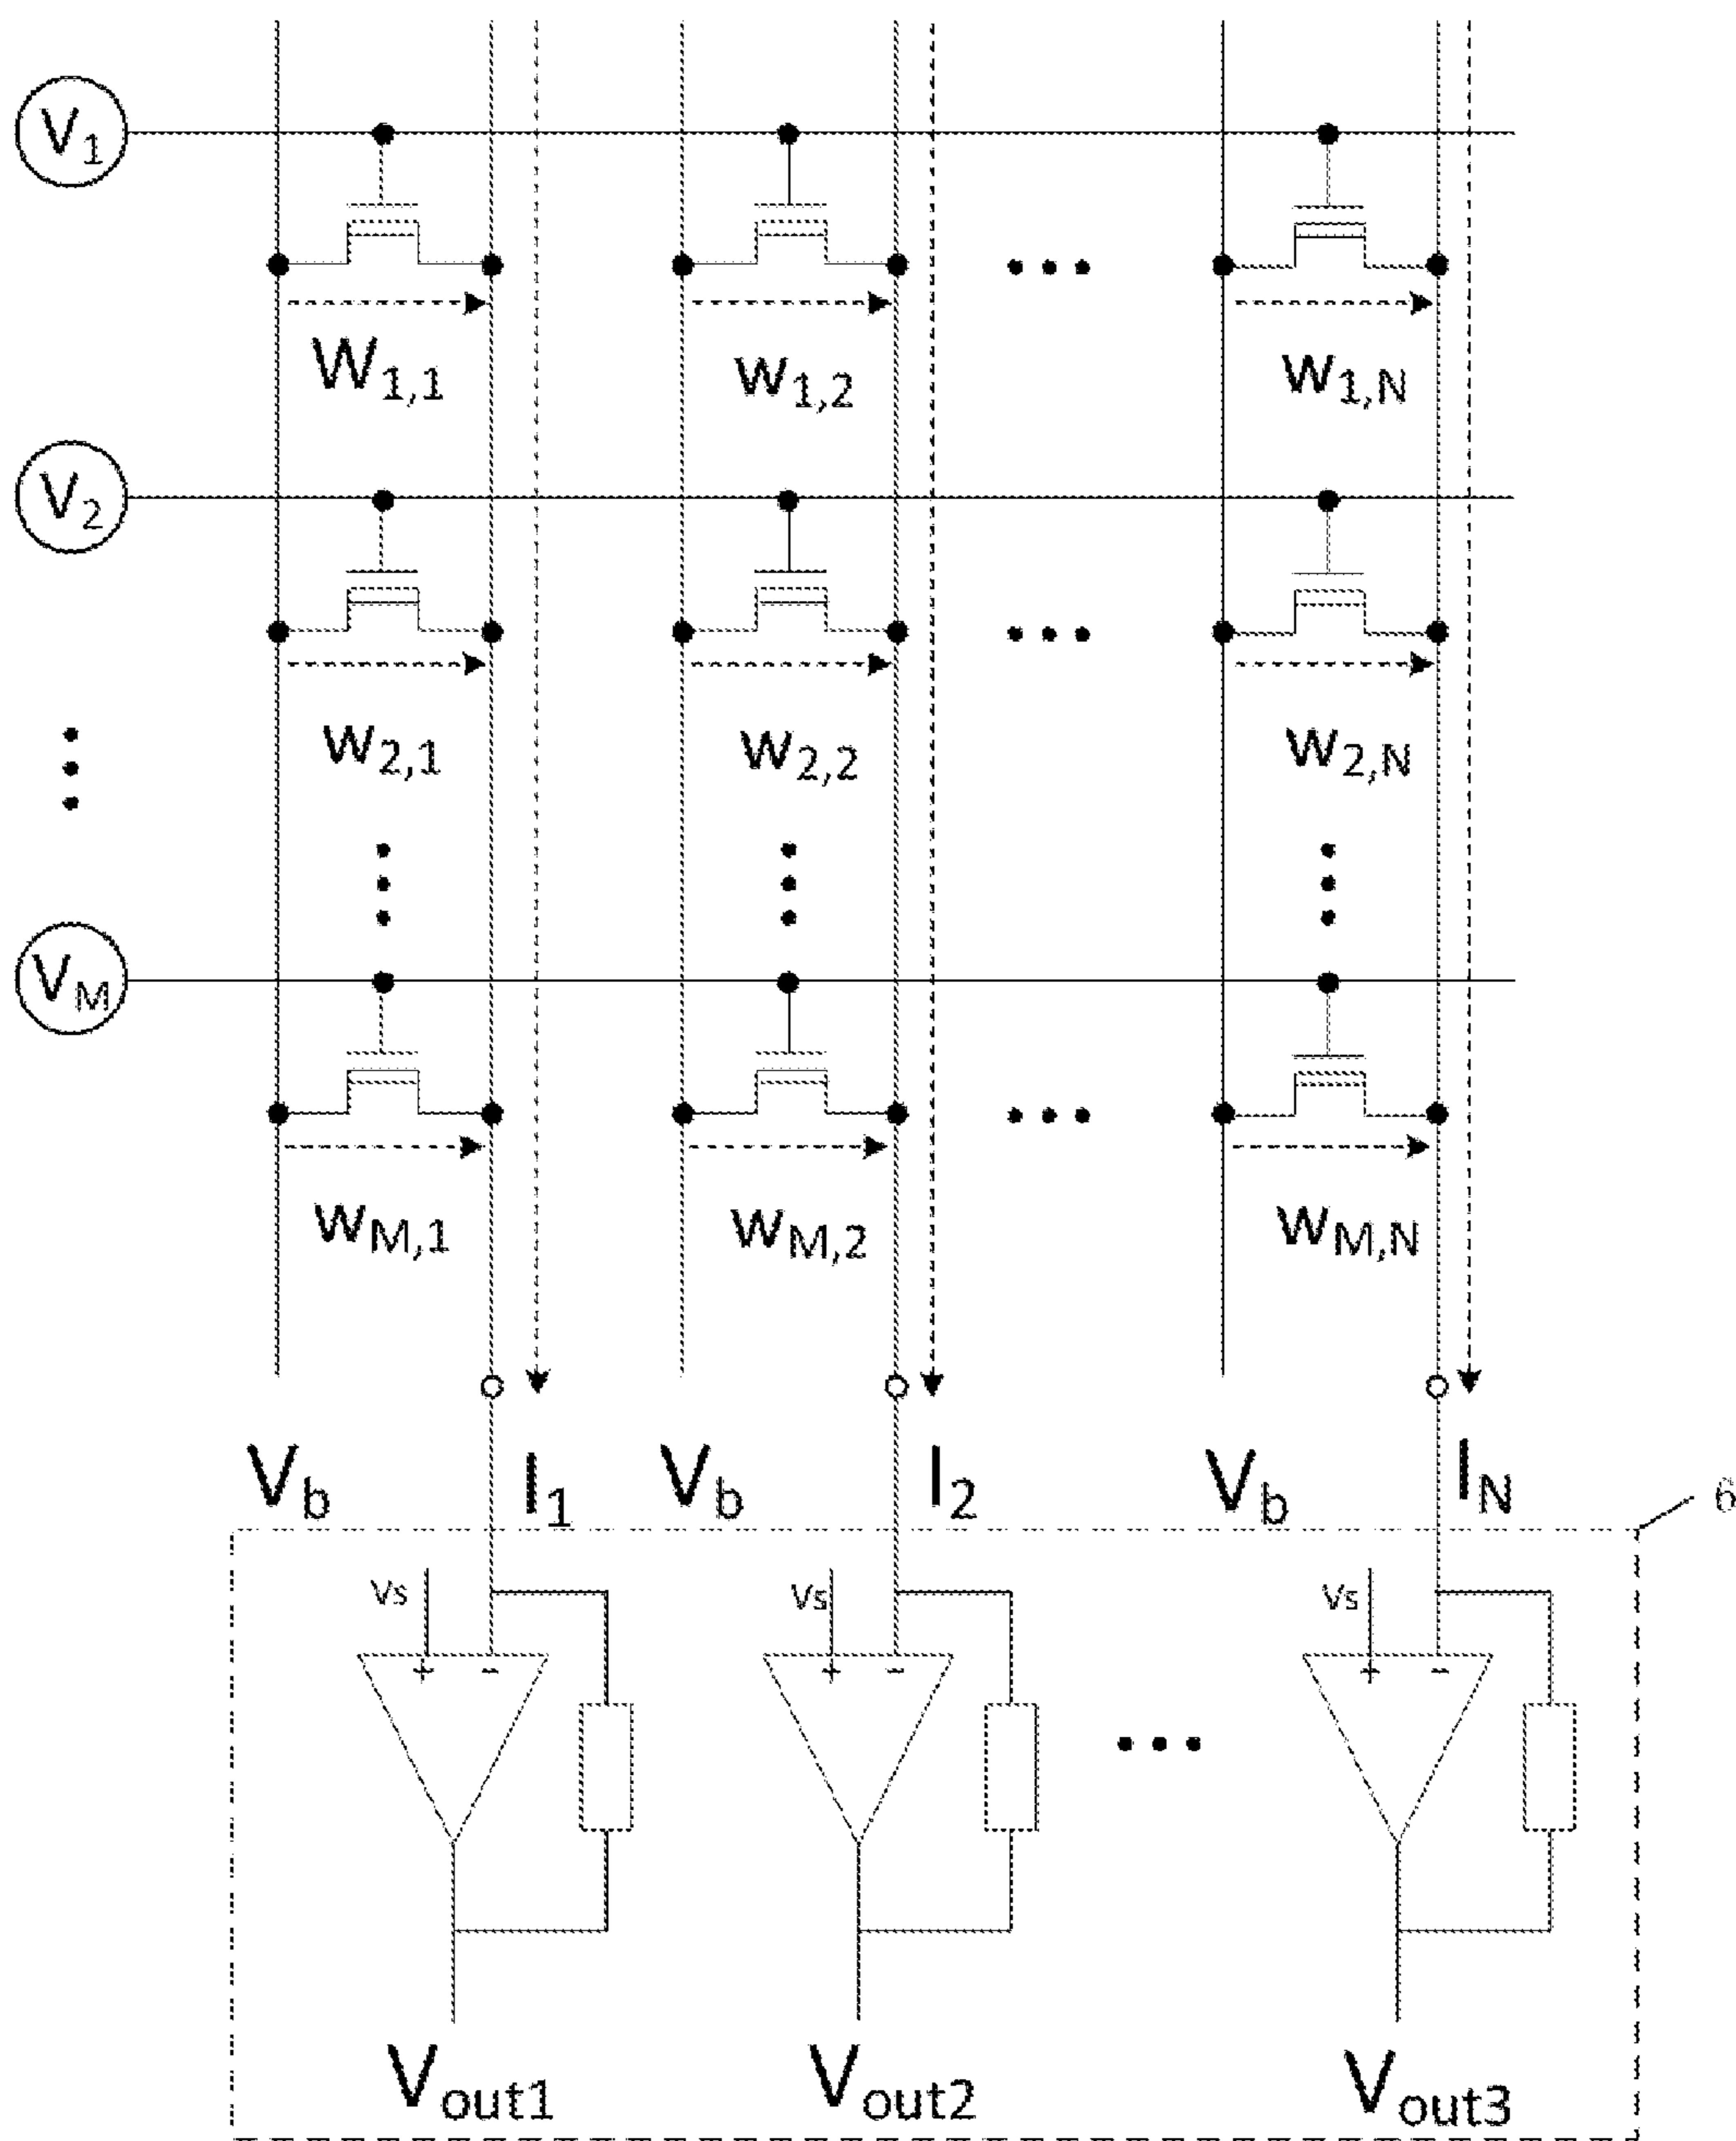 V1
W1,1 w1,2 w1,N
V2
w2,1 w2,2 w2,N
VM
wM,1 wM,2 wM,N
Vb I1 Vb I2 Vb IN
6
Vs Vs Vs
+ - + - + -
Vout1 Vout2 Vout3